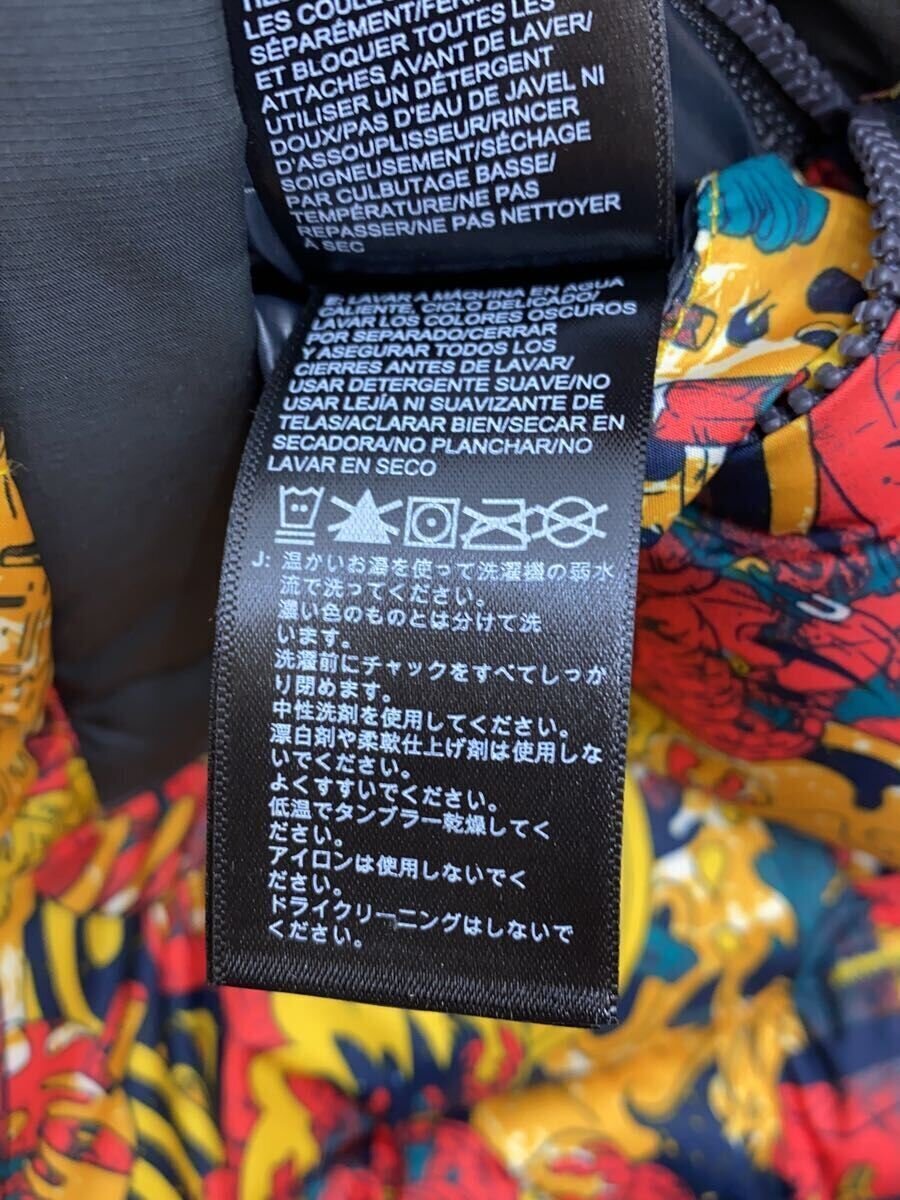 LES COULEURS
SÉPARÉMENT/FERMER
ET BLOQUER TOUTES LES
ATTACHES AVANT DE LAVER/
UTILISER UN DÉTERGENT
DOUX/PAS D'EAU DE JAVEL NI
D'ASSOUPLISSEUR/RINCER
SOIGNEUSEMENT/SÉCHAGE
PAR CULBUTAGE BASSE/
TEMPÉRATURE/NE PAS
REPASSER/NE PAS NETTOYER
À SEC
E: LAVAR A MÁQUINA EN AGUA
CALIENTE, CICLO DELICADO/
LAVAR LOS COLORES OSCUROS
POR SEPARADO/CERRAR
Y ASEGURAR TODOS LOS
CIERRES ANTES DE LAVAR/
USAR DETERGENTE SUAVE/NO
USAR LEJÍA NI SUAVIZANTE DE
TELAS/ACLARAR BIEN/SECAR EN
SECADORA/NO PLANCHAR/NO
LAVAR EN SECO
J: 温かいお湯を使って洗濯機の弱水
流で洗ってください。
濃い色のものとは分けて洗
います。
洗濯前にチャックをすべてしっか
り閉めます。
中性洗剤を使用してください。
漂白剤や柔軟仕上げ剤は使用しな
いでください。
よくすすいでください。
低温でタンブラー乾燥してく
ださい。
アイロンは使用しないでく
ださい。
ドライクリーニングはしないで
ください。